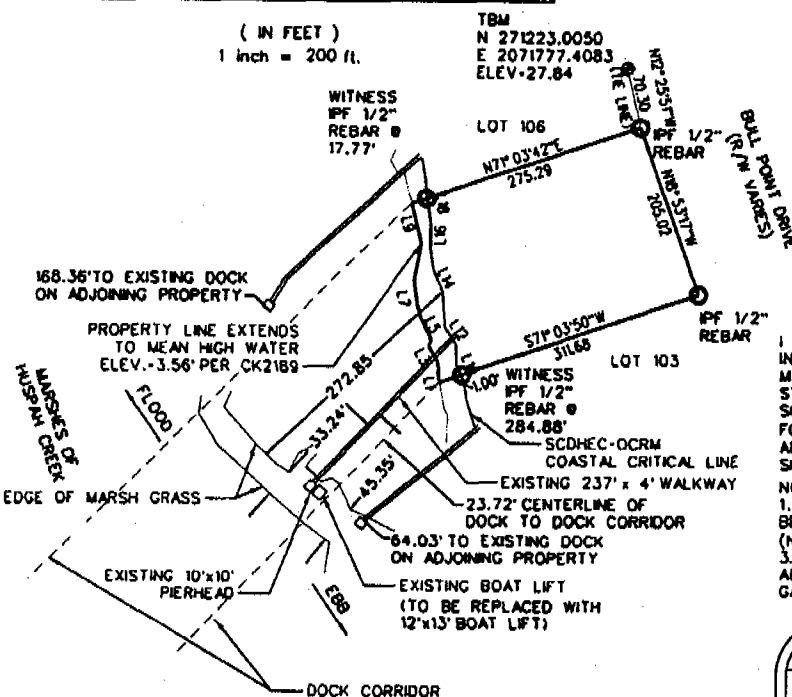 ( IN FEET )
1 inch = 200 ft.
TBM
N 271223.0050
E 2071777.4083
ELEV.=27.84
N12° 25'51"W
70.30
(TIE LINE)
WITNESS
IPF 1/2"
REBAR @
17.77'
LOT 106
IPF 1/2"
REBAR
BULL POINT DRIVE
(R/W VARIES)
N71° 03'42"E
275.29
N18° 53'17"W
205.02
L9
L16
168.36' TO EXISTING DOCK
ON ADJOINING PROPERTY
L14
L7
PROPERTY LINE EXTENDS
TO MEAN HIGH WATER
ELEV.=3.56' PER CK2189
L5
L12
L3
L1
IPF 1/2"
REBAR
S71° 03'50"W
311.68
LOT 103
1.00'
WITNESS
IPF 1/2"
REBAR @
284.88'
MARSHES OF
HUSPAH CREEK
FLOOD
272.85
33.24'
SCDHEC-OCRM
COASTAL CRITICAL LINE
EDGE OF MARSH GRASS
EXISTING 237' x 4' WALKWAY
45.35'
23.72' CENTERLINE OF
DOCK TO DOCK CORRIDOR
64.03' TO EXISTING DOCK
ON ADJOINING PROPERTY
EXISTING 10'x10'
PIERHEAD
EBB
EXISTING BOAT LIFT
(TO BE REPLACED WITH
12'x13' BOAT LIFT)
DOCK CORRIDOR